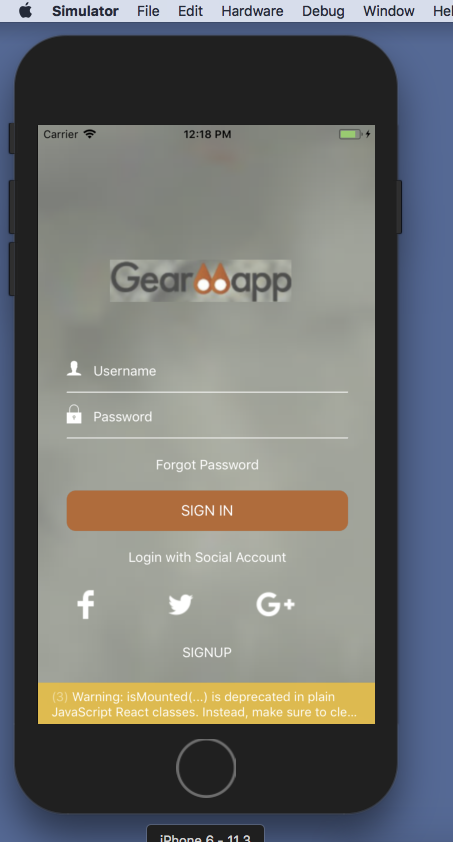 Simulator File Edit Hardware Debug Window Hel
Carrier 12:18 PM
Gear app
Username
Password
Forgot Password
SIGN IN
Login with Social Account
f G+
SIGNUP
(3) Warning: isMounted(...) is deprecated in plain
JavaScript React classes. Instead, make sure to cle...
iPhone 6 - 11.3